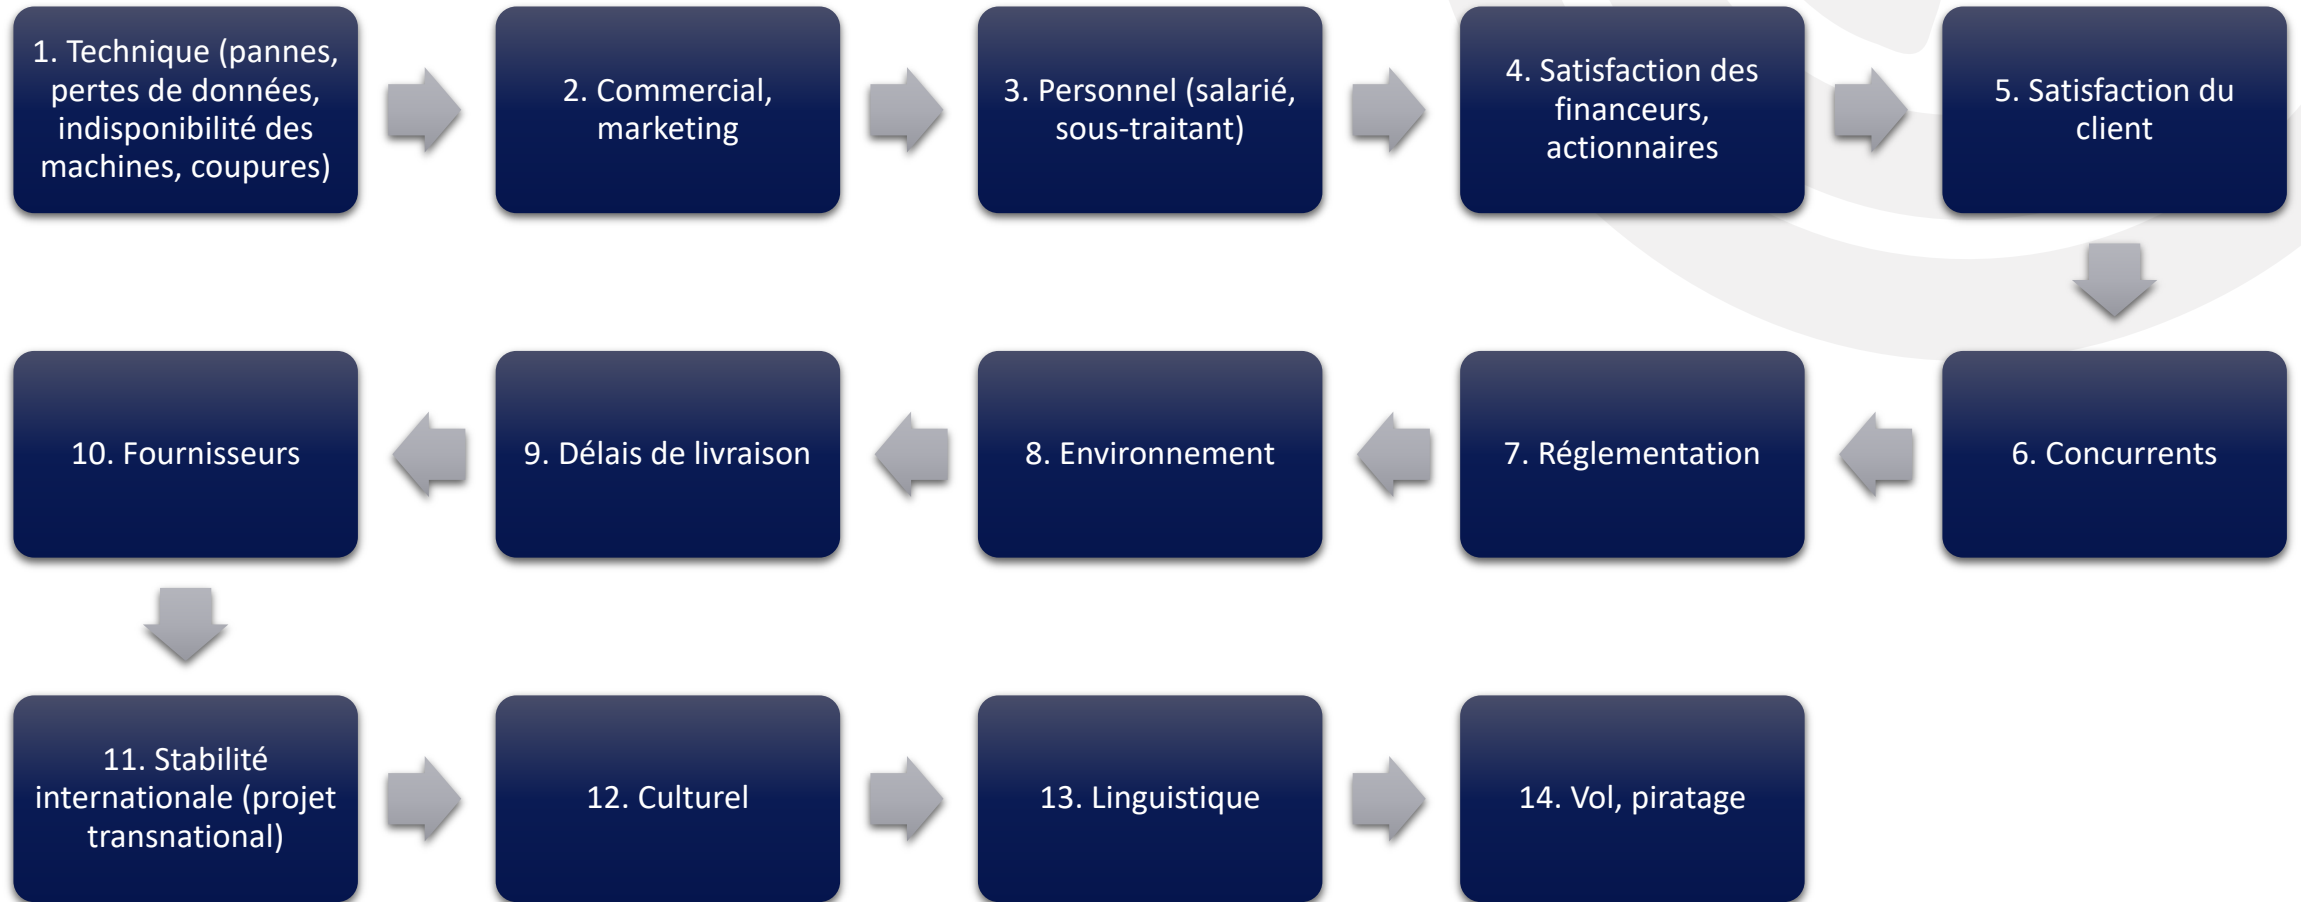 1. Technique (pannes,
pertes de données,
indisponibilité des
machines, coupures)
2. Commercial,
marketing
3. Personnel (salarié,
sous-traitant)
4. Satisfaction des
financeurs,
actionnaires
5. Satisfaction du
client
6. Concurrents
7. Réglementation
8. Environnement
9. Délais de livraison
10. Fournisseurs
11. Stabilité
internationale (projet
transnational)
12. Culturel
13. Linguistique
14. Vol, piratage